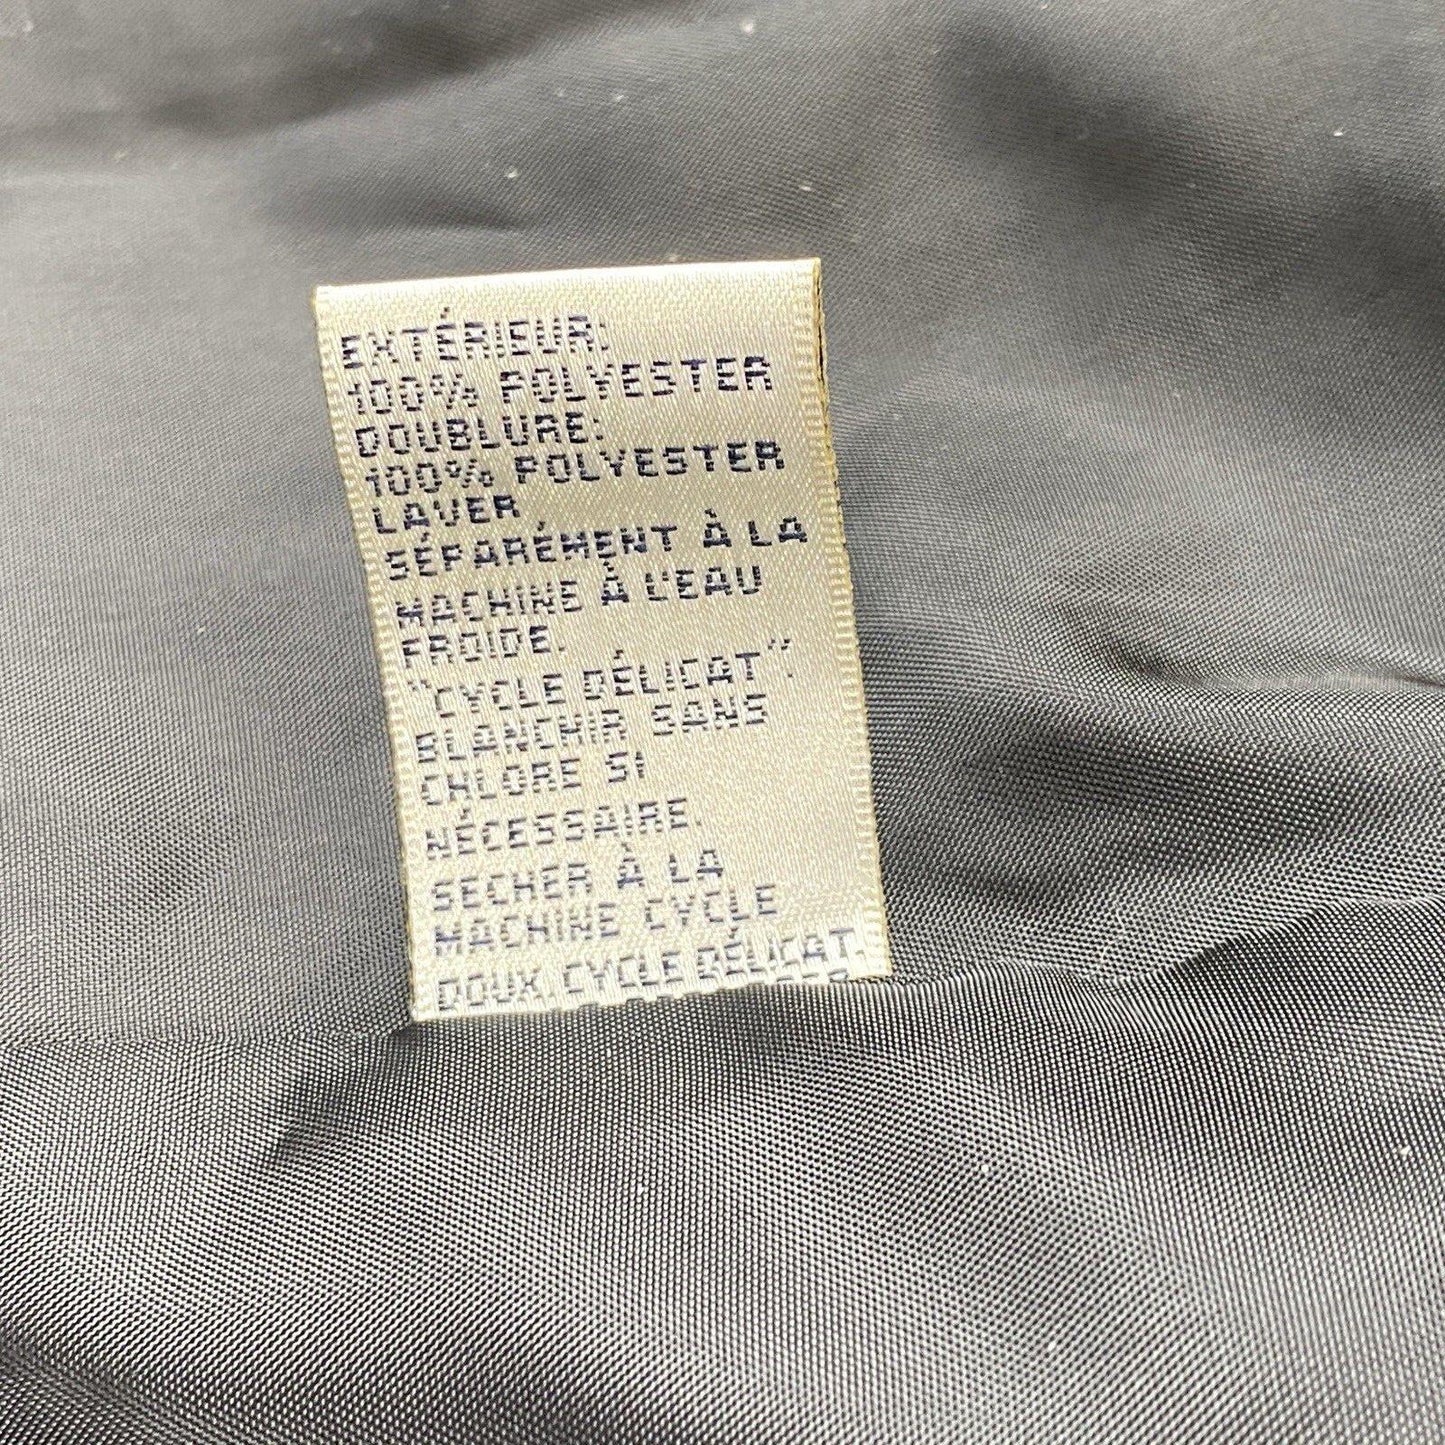 EXTÉRIEUR:
100% POLYESTER
DOUBLURE:
100% POLYESTER
LAVER
SÉPARÉMENT À LA
MACHINE À L'EAU
FROIDE.
"CYCLE DÉLICAT".
BLANCHIR SANS
CHLORE SI
NÉCESSAIRE.
SECHER À LA
MACHINE CYCLE
DOUX. CYCLE DÉLICAT.